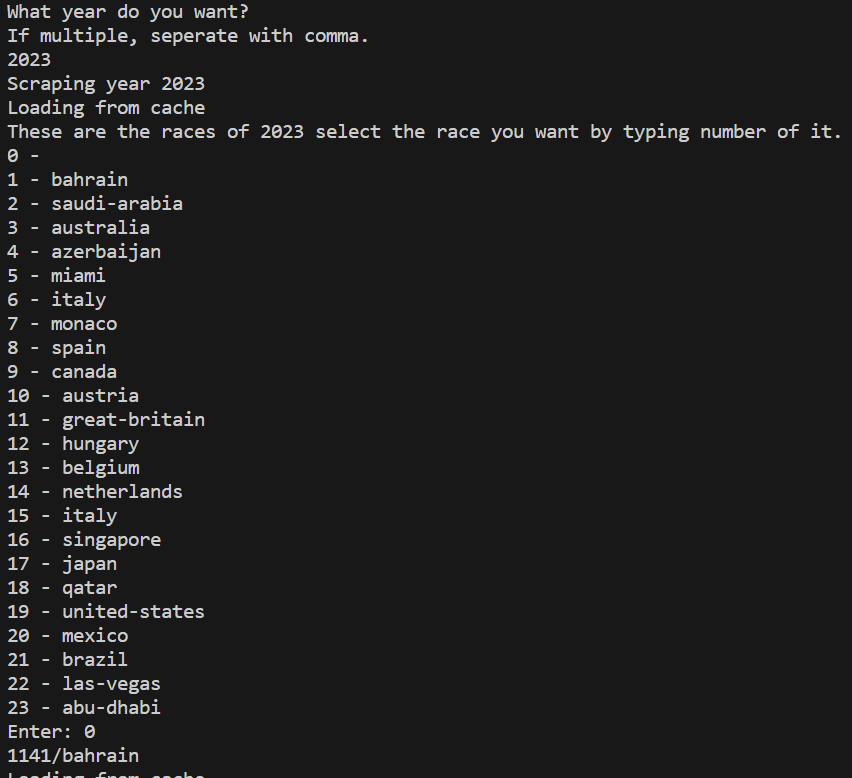 What year do you want?
If multiple, seperate with comma.
2023
Scraping year 2023
Loading from cache
These are the races of 2023 select the race you want by typing number of it.
0 -
1 - bahrain
2 - saudi-arabia
3 - australia
4 - azerbaijan
5 - miami
6 - italy
7 - monaco
8 - spain
9 - canada
10 - austria
11 - great-britain
12 - hungary
13 - belgium
14 - netherlands
15 - italy
16 - singapore
17 - japan
18 - qatar
19 - united-states
20 - mexico
21 - brazil
22 - las-vegas
23 - abu-dhabi
Enter: 0
1141/bahrain
Loading from cache